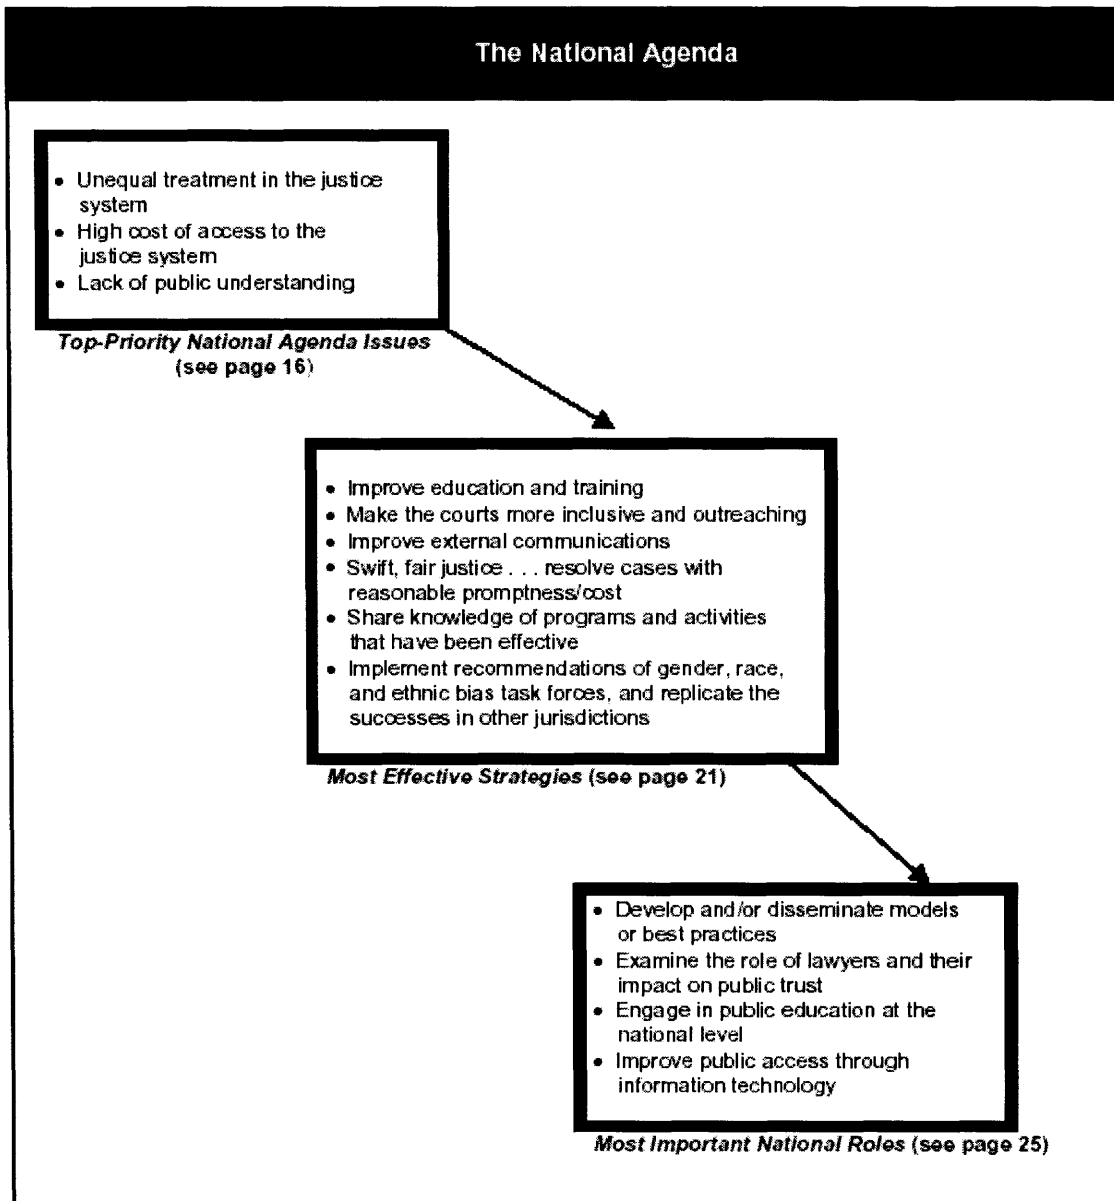 The National Agenda
• Unequal treatment in the justice
system
• High cost of access to the
justice system
• Lack of public understanding
Top-Priority National Agenda Issues
(see page 16)
• Improve education and training
• Make the courts more inclusive and outreaching
• Improve external communications
• Swift, fair justice . . . resolve cases with
reasonable promptness/cost
• Share knowledge of programs and activities
that have been effective
• Implement recommendations of gender, race,
and ethnic bias task forces, and replicate the
successes in other jurisdictions
Most Effective Strategies (see page 21)
• Develop and/or disseminate models
or best practices
• Examine the role of lawyers and their
impact on public trust
• Engage in public education at the
national level
• Improve public access through
information technology
Most Important National Roles (see page 25)